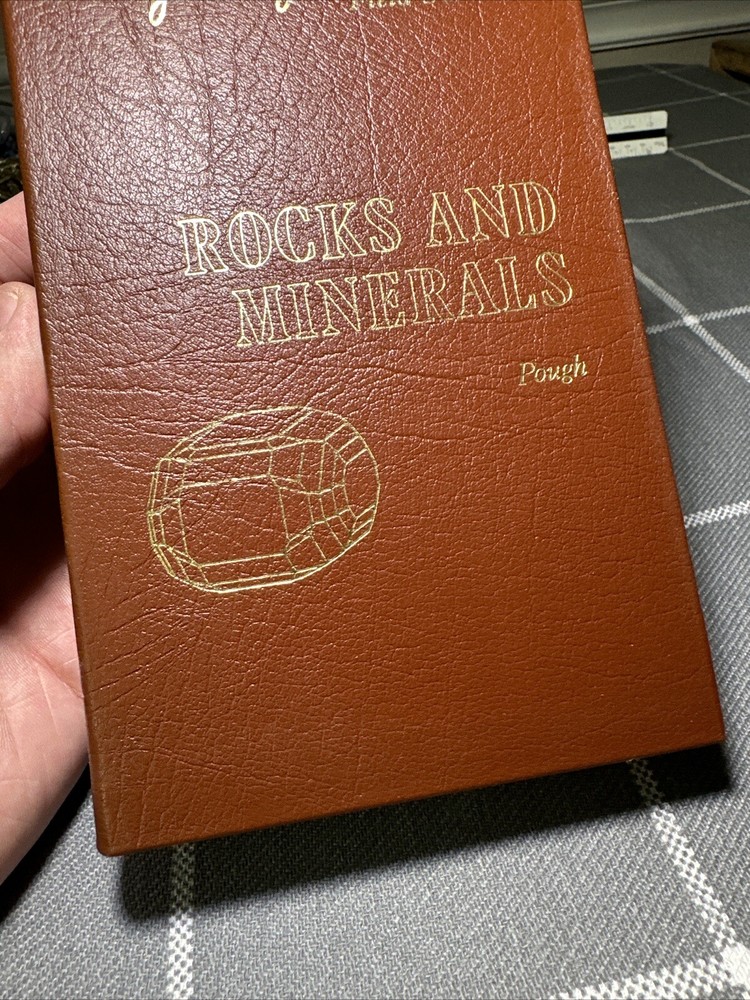 ROCKS AND
MINERALS
Pough